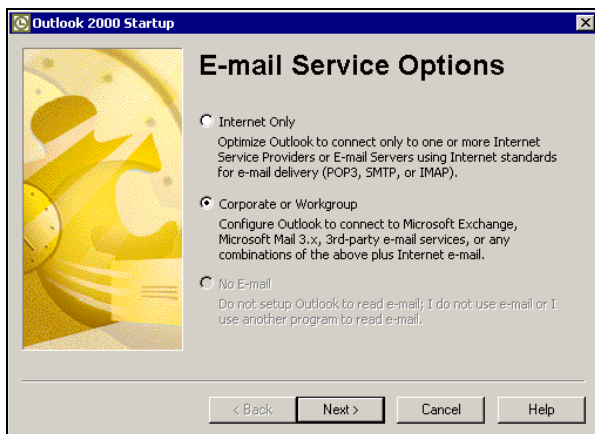 Outlook 2000 Startup
E-mail Service Options
Internet Only
Optimize Outlook to connect only to one or more Internet
Service Providers or E-mail Servers using Internet standards
for e-mail delivery (POP3, SMTP, or IMAP).
Corporate or Workgroup
Configure Outlook to connect to Microsoft Exchange,
Microsoft Mail 3.x, 3rd-party e-mail services, or any
combinations of the above plus Internet e-mail.
No E-mail
Do not setup Outlook to read e-mail; I do not use e-mail or I
use another program to read e-mail.
< Back Next > Cancel Help